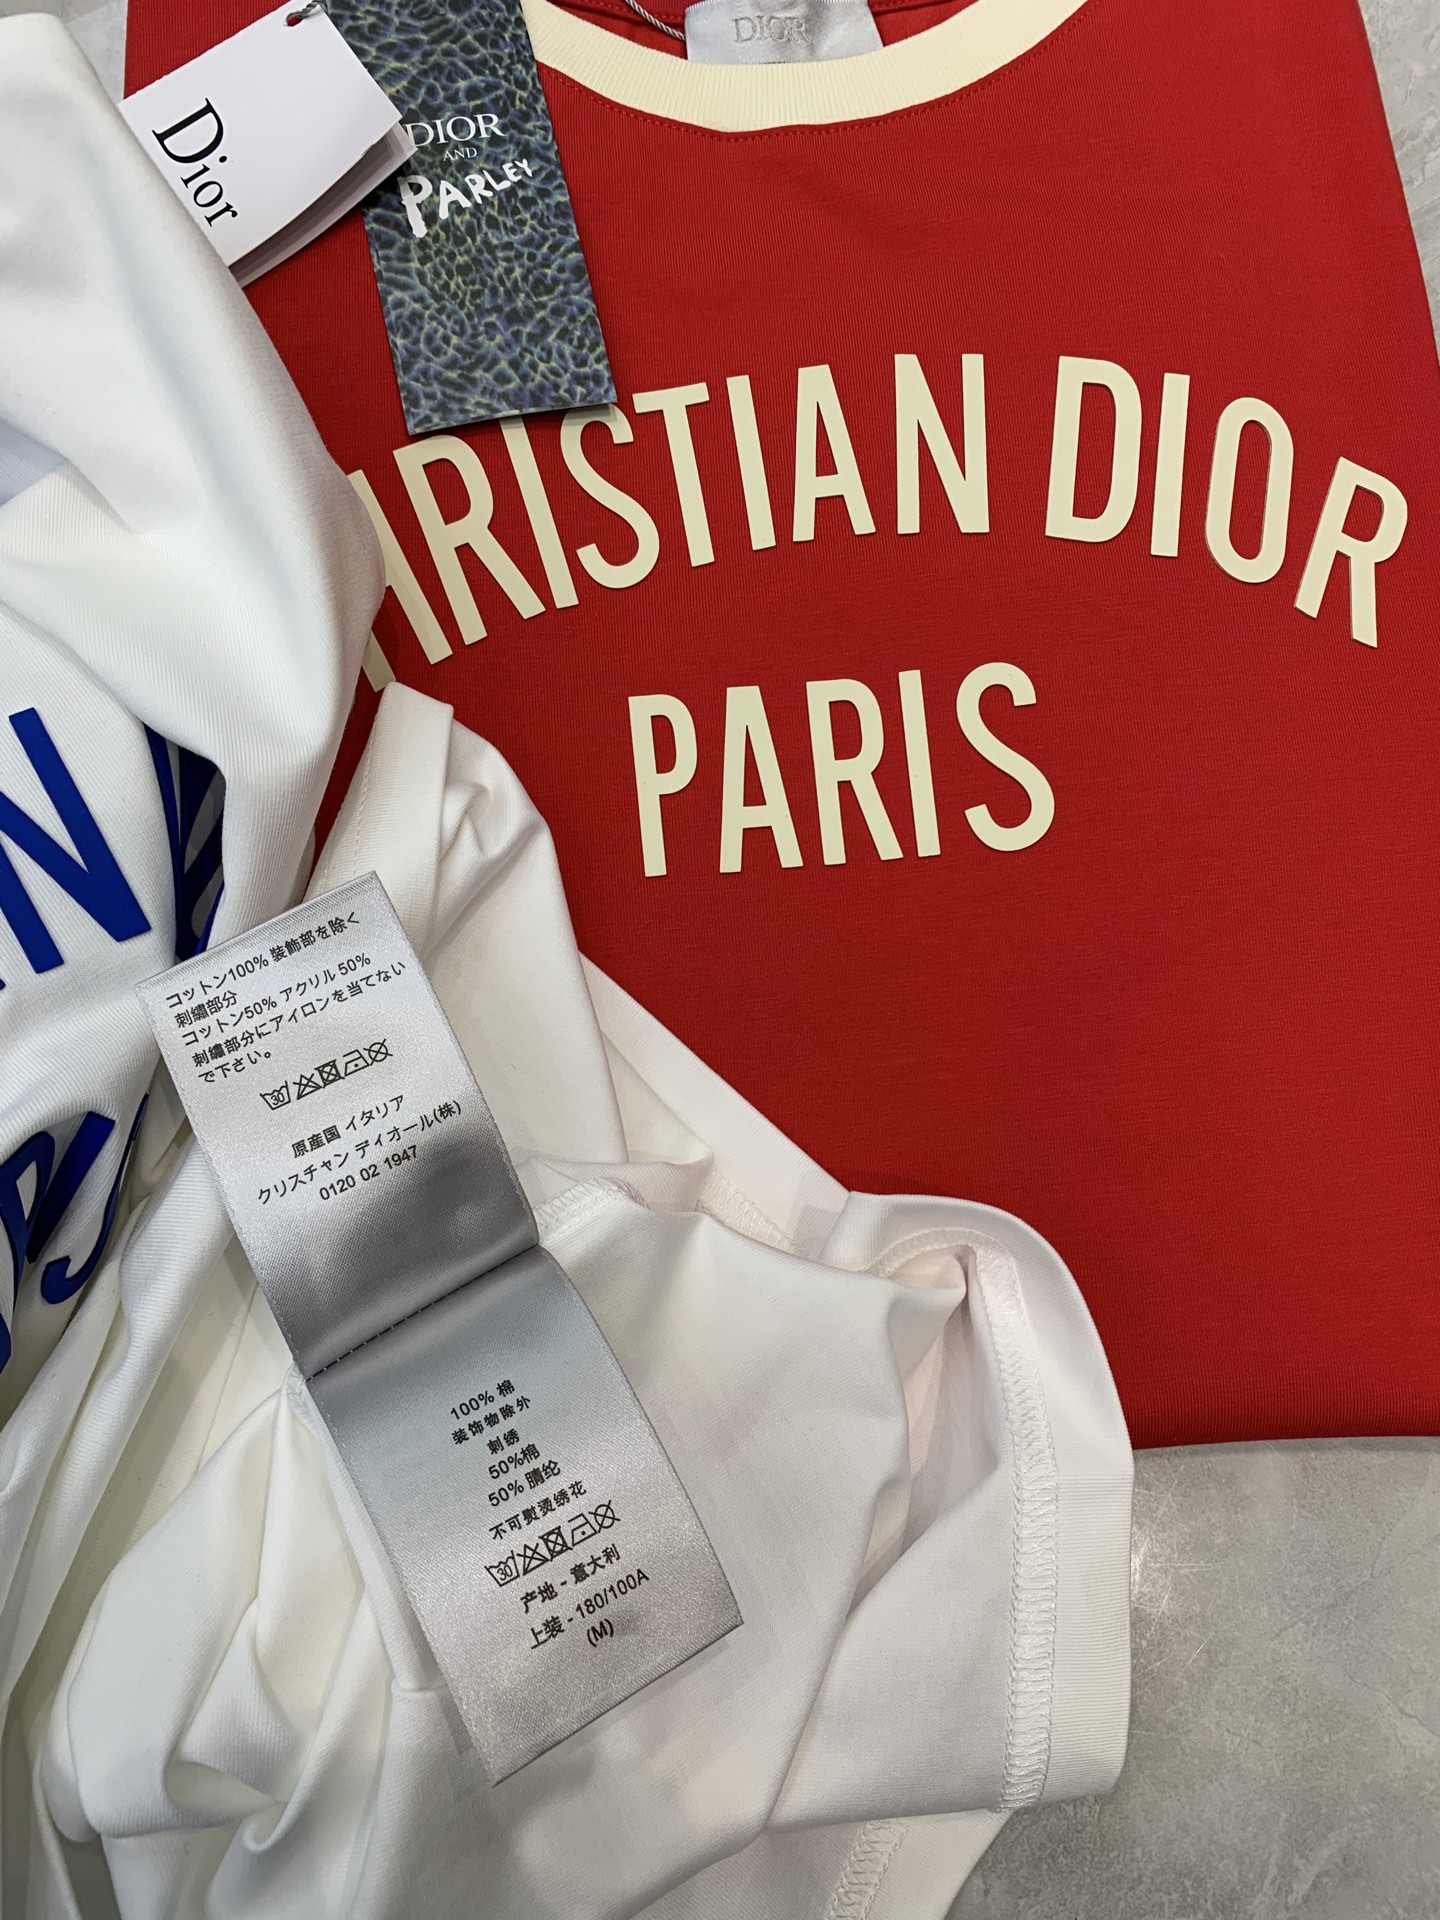 DIOR
Dior
DIOR
AND
PARLEY
HRISTIAN DIOR
PARIS
コットン100% 装飾部を除く
刺繍部分
コットン50% アクリル 50%
刺繍部分にアイロンを当てない
で下さい。
30
原産国 イタリア
クリスチャン ディオール(株)
0120 02 1947
100% 棉
装饰物除外
刺绣
50%棉
50% 腈纶
不可熨烫绣花
30
产地 - 意大利
上装 - 180/100A
(M)